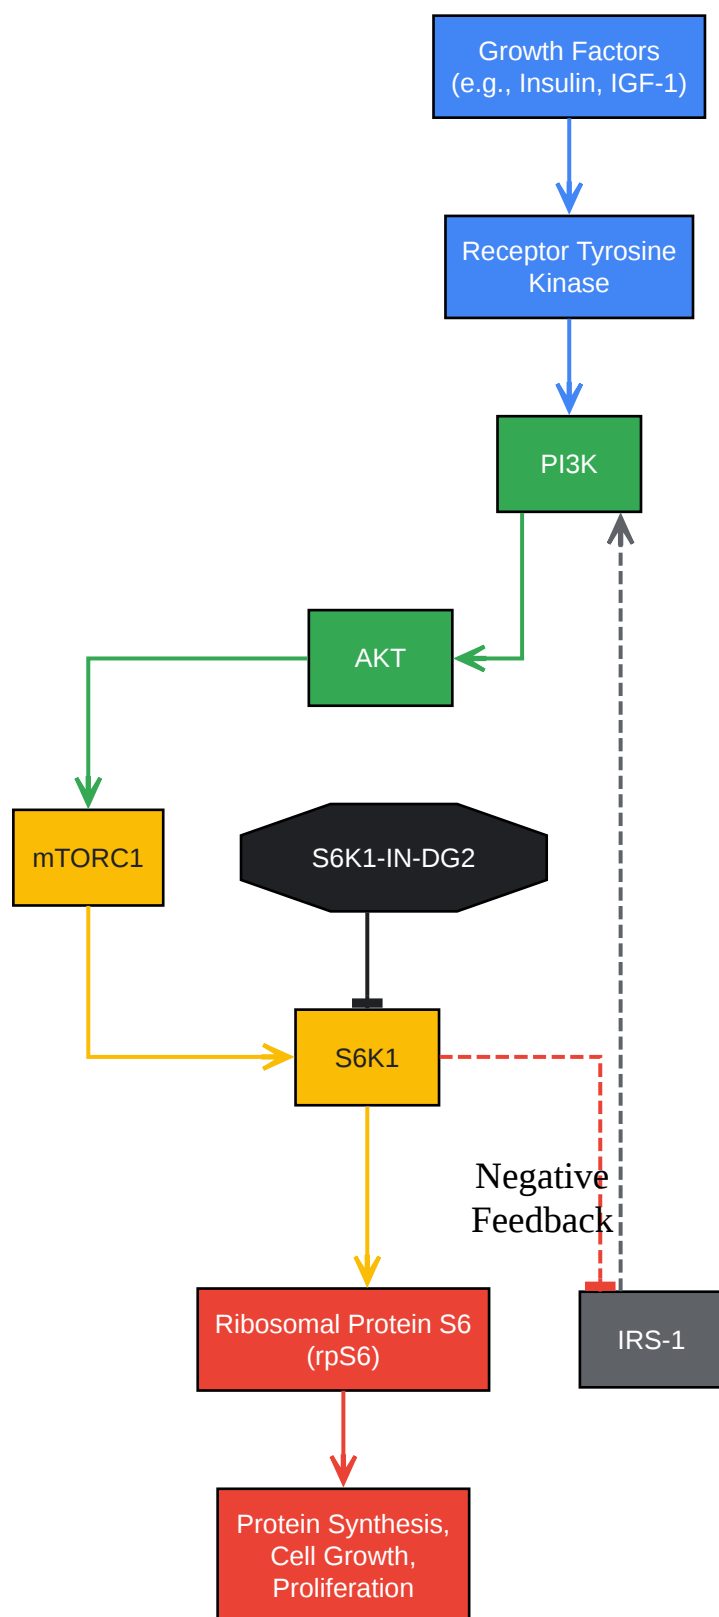 Growth Factors
(e.g., Insulin, IGF-1)
Receptor Tyrosine
Kinase
PI3K
AKT
mTORC1
S6K1-IN-DG2
S6K1
Negative
Feedback
Ribosomal Protein S6
(rpS6)
IRS-1
Protein Synthesis,
Cell Growth,
Proliferation